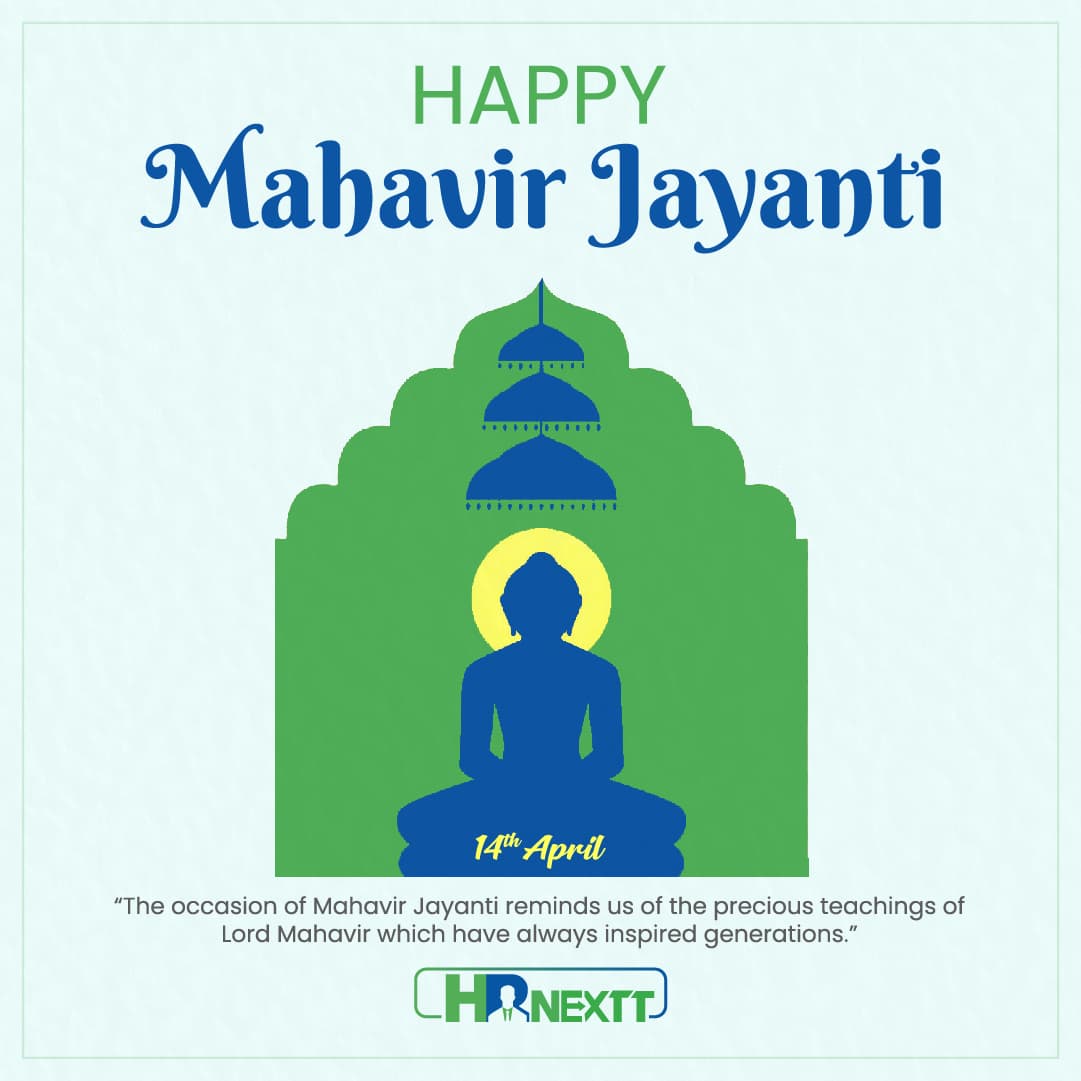 HAPPY
Mahavir Jayanti
14th April
“The occasion of Mahavir Jayanti reminds us of the precious teachings of
Lord Mahavir which have always inspired generations.”
HRNEXTT